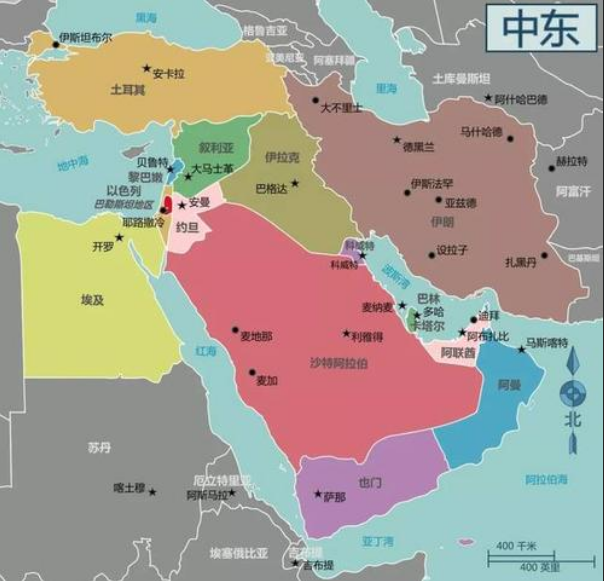 中东
黑海
格鲁吉亚
伊斯坦布尔
亚美尼亚
阿塞拜疆
里海
土库曼斯坦
安卡拉
土耳其
大不里士
阿什哈巴德
马什哈德
德黑兰
叙利亚
伊拉克
地中海
贝鲁特
黎巴嫩
大马士革
赫拉特
阿富汗
以色列
巴勒斯坦地区
巴格达
伊斯法罕
亚兹德
安曼
伊朗
耶路撒冷
约旦
开罗
科威特
科威特
设拉子
扎黑丹
巴基斯坦
波斯湾
埃及
麦纳麦
巴林
多哈
卡塔尔
迪拜
阿布扎比
马斯喀特
阿联酋
麦地那
利雅得
红海
沙特阿拉伯
麦加
阿曼
北
苏丹
厄立特里亚
喀土穆
阿斯马拉
也门
萨那
阿拉伯海
亚丁湾
埃塞俄比亚
吉布提
吉布提
400 千米
400 英里